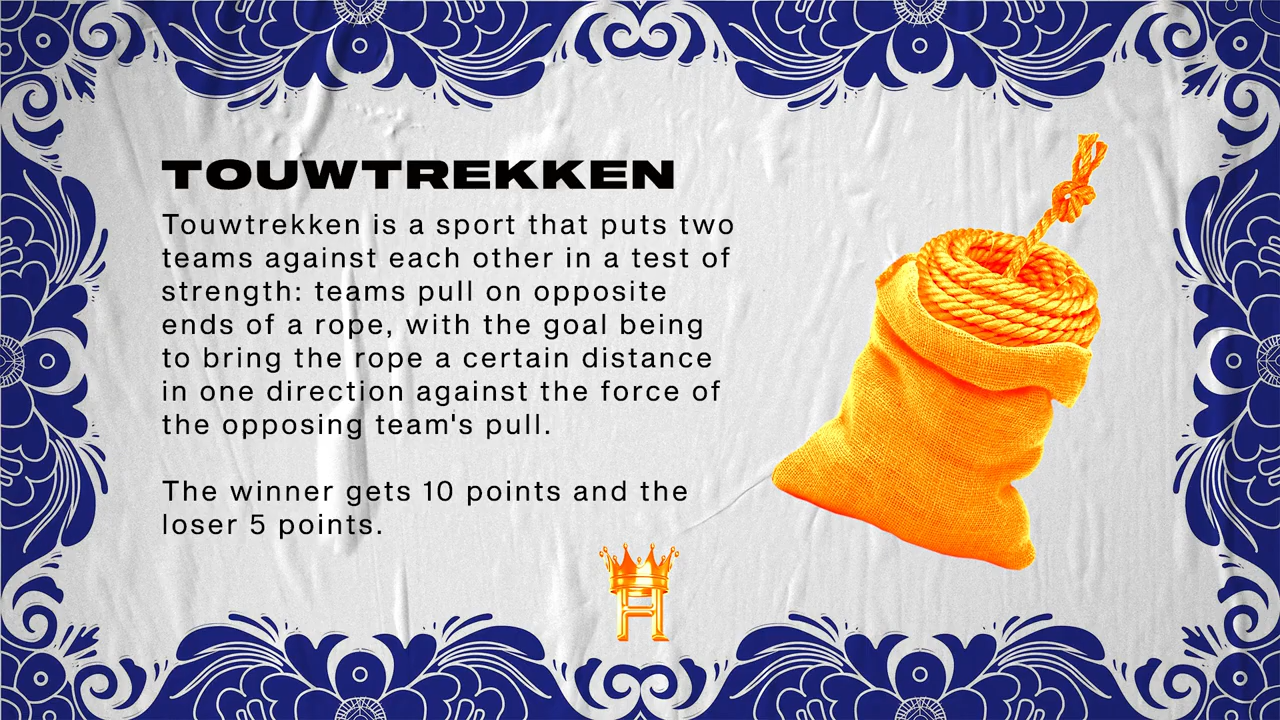 TOUWTREKKEN
Touwtrekken is a sport that puts two
teams against each other in a test of
strength: teams pull on opposite
ends of a rope, with the goal being
to bring the rope a certain distance
in one direction against the force of
the opposing team's pull.
The winner gets 10 points and the
loser 5 points.
H